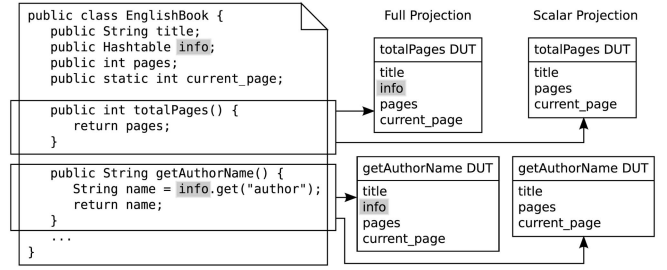 public class EnglishBook {
public String title;
public Hashtable info;
public int pages;
public static int current_page;
public int totalPages() {
return pages;
}
public String getAuthorName() {
String name = info.get("author");
return name;
}
...
}
Full Projection
totalPages DUT
title
info
pages
current_page
getAuthorName DUT
title
info
pages
current_page
Scalar Projection
totalPages DUT
title
pages
current_page
getAuthorName DUT
title
pages
current_page